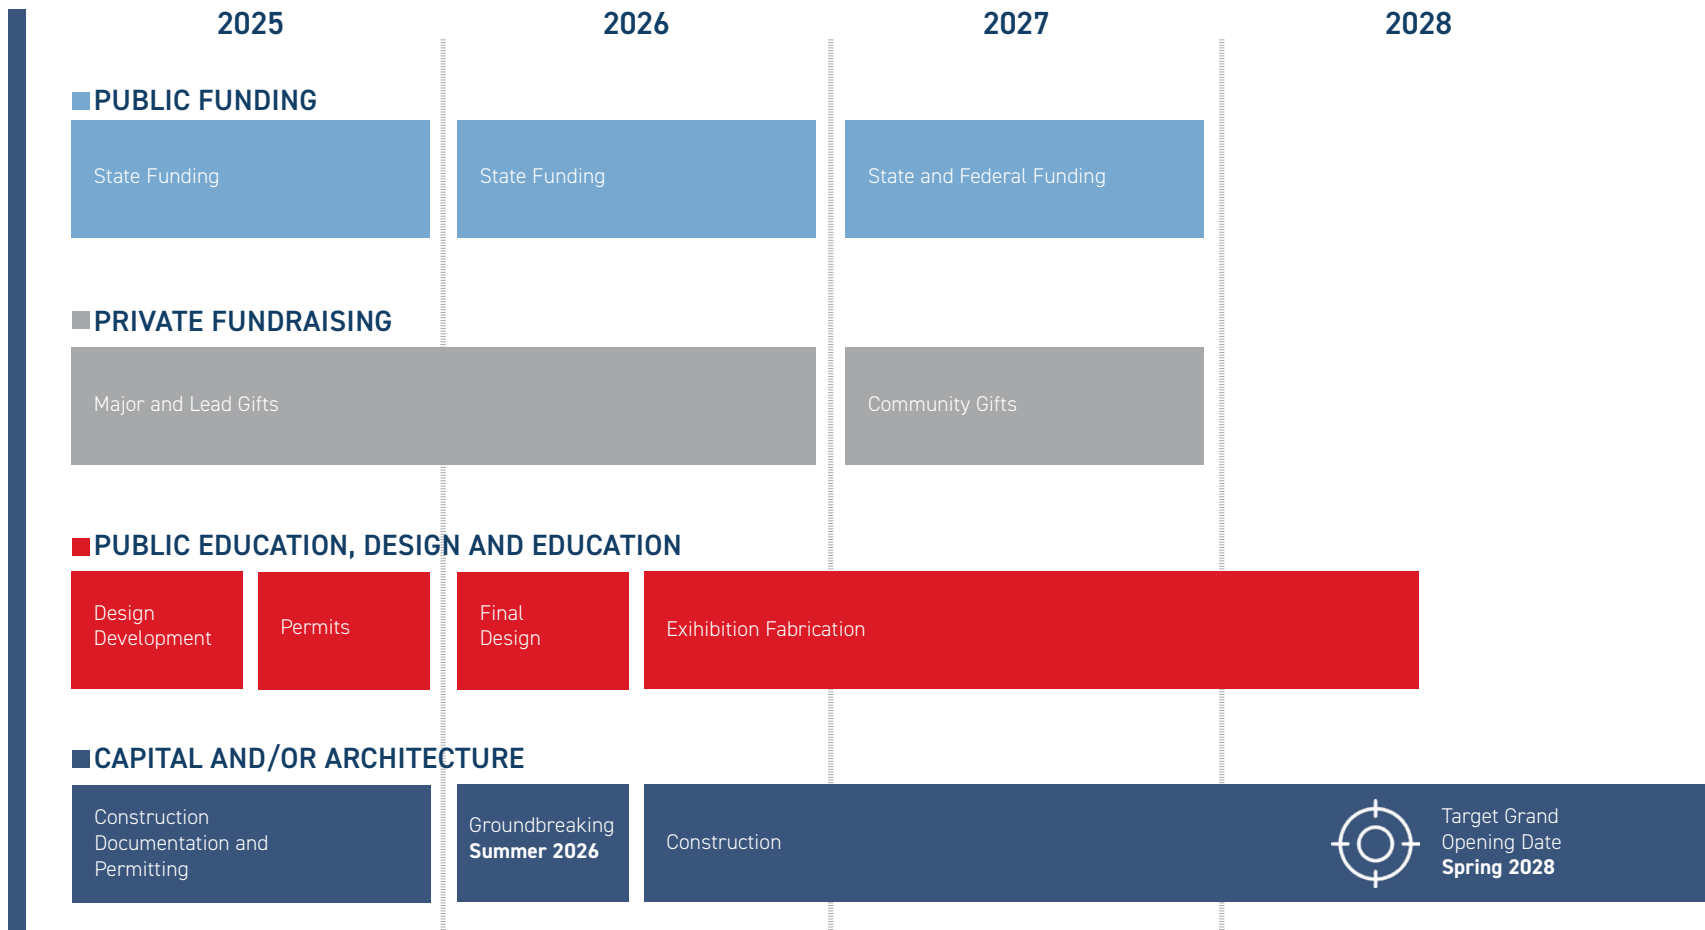 2025
2026
2027
2028
PUBLIC FUNDING
State Funding
State Funding
State and Federal Funding
PRIVATE FUNDRAISING
Major and Lead Gifts
Community Gifts
PUBLIC EDUCATION, DESIGN AND EDUCATION
Design
Development
Permits
Final
Design
Exihibition Fabrication
CAPITAL AND/OR ARCHITECTURE
Construction
Documentation and
Permitting
Groundbreaking
Summer 2026
Construction
Target Grand
Opening Date
Spring 2028